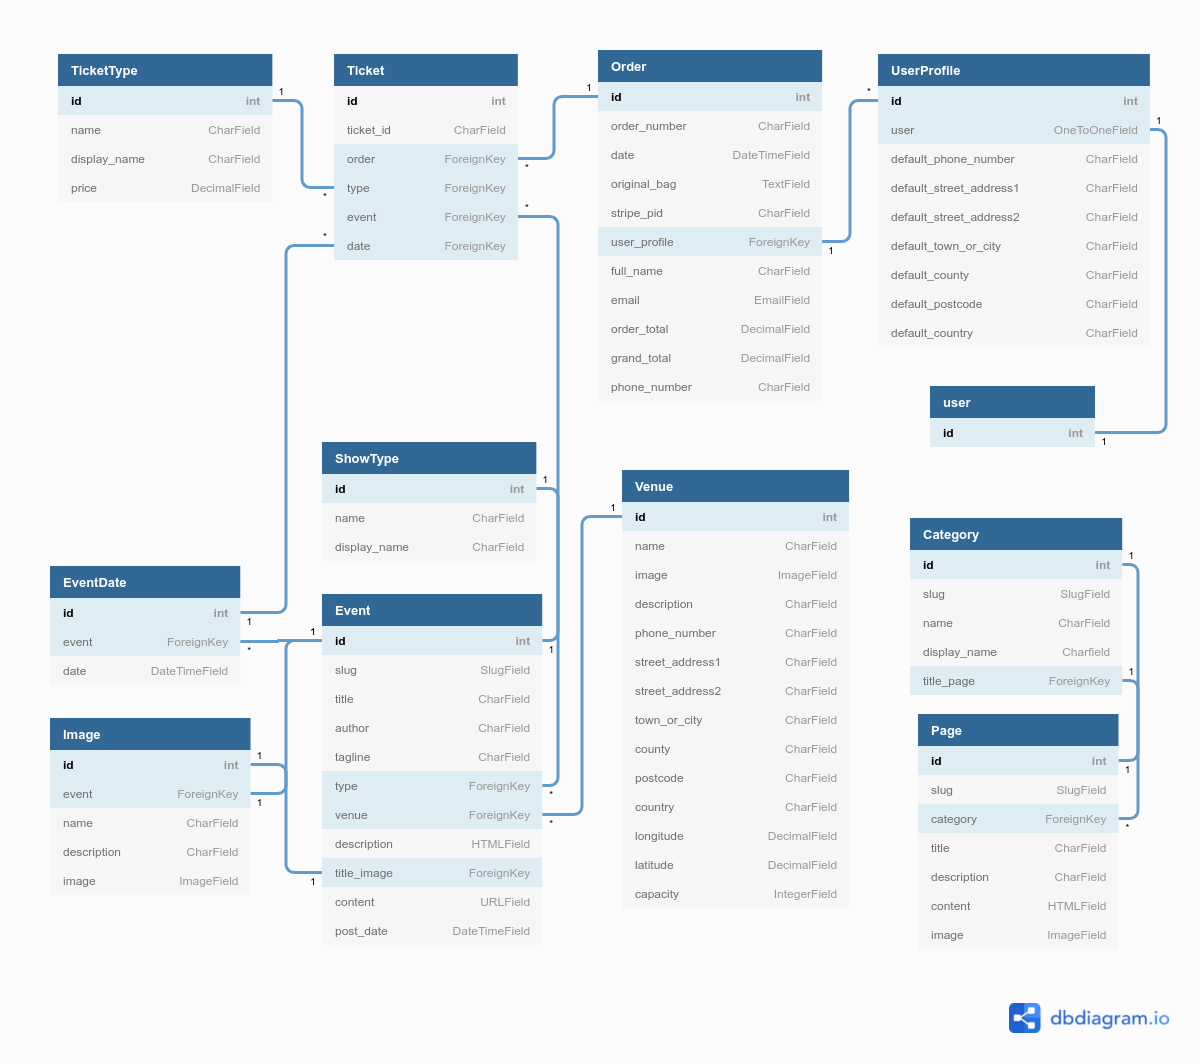 TicketType
id int
name CharField
display_name CharField
price DecimalField
1
*
Ticket
id int
ticket_id CharField
order ForeignKey
type ForeignKey
event ForeignKey
date ForeignKey
*
*
*
Order
id int
order_number CharField
date DateTimeField
original_bag TextField
stripe_pid CharField
user_profile ForeignKey
full_name CharField
email EmailField
order_total DecimalField
grand_total DecimalField
phone_number CharField
1
1
UserProfile
id int
user OneToOneField
default_phone_number CharField
default_street_address1 CharField
default_street_address2 CharField
default_town_or_city CharField
default_county CharField
default_postcode CharField
default_country CharField
*
1
user
id int
1
ShowType
id int
name CharField
display_name CharField
1
Venue
id int
name CharField
image ImageField
description CharField
phone_number CharField
street_address1 CharField
street_address2 CharField
town_or_city CharField
county CharField
postcode CharField
country CharField
longitude DecimalField
latitude DecimalField
capacity IntegerField
1
Category
id int
slug SlugField
name CharField
display_name Charfield
title_page ForeignKey
1
1
EventDate
id int
event ForeignKey
date DateTimeField
1
*
Event
id int
slug SlugField
title CharField
author CharField
tagline CharField
type ForeignKey
venue ForeignKey
description HTMLField
title_image ForeignKey
content URLField
post_date DateTimeField
1
1
*
*
1
Image
id int
event ForeignKey
name CharField
description CharField
image ImageField
1
1
Page
id int
slug SlugField
category ForeignKey
title CharField
description CharField
content HTMLField
image ImageField
1
*
dbdiagram.io